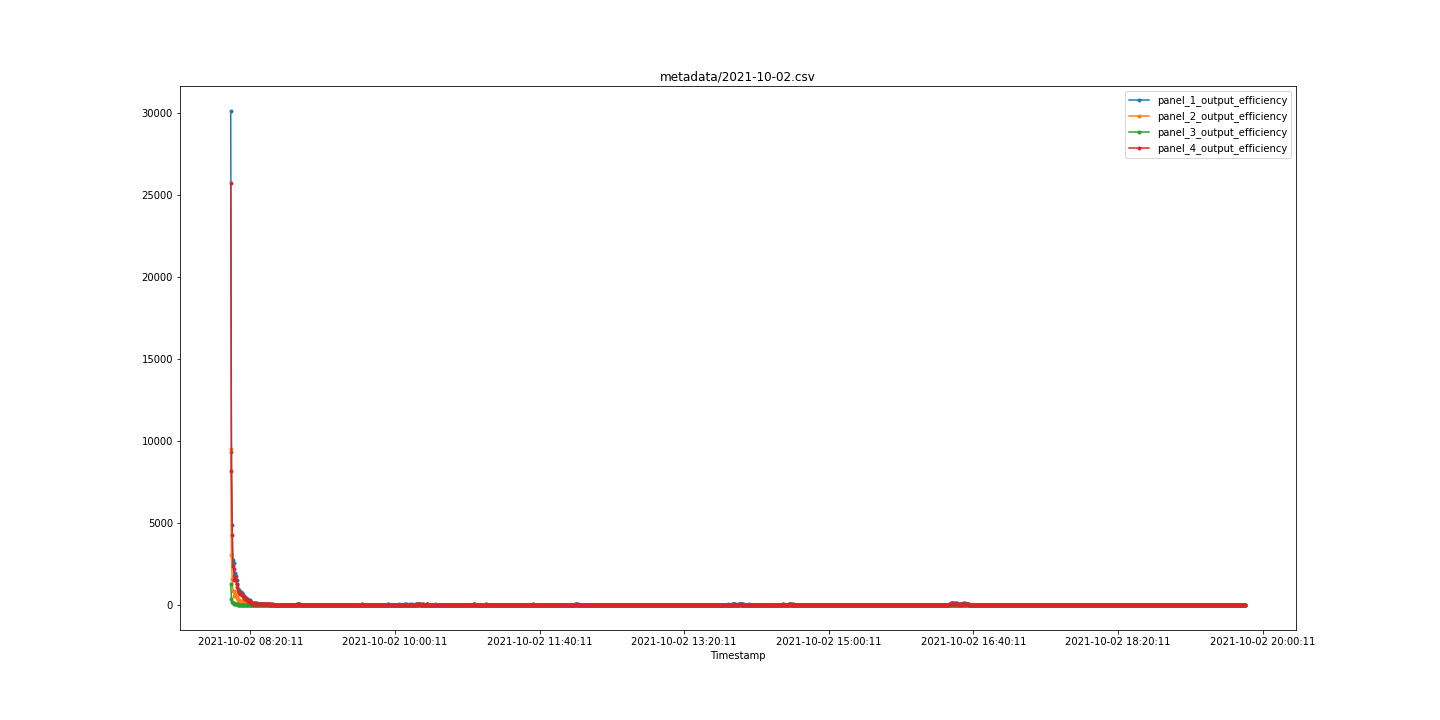 metadata/2021-10-02.csv
panel_1_output_efficiency
panel_2_output_efficiency
panel_3_output_efficiency
panel_4_output_efficiency
30000
25000
20000
15000
10000
5000
0
2021-10-02 08:20:11 2021-10-02 10:00:11 2021-10-02 11:40:11 2021-10-02 13:20:11 2021-10-02 15:00:11 2021-10-02 16:40:11 2021-10-02 18:20:11 2021-10-02 20:00:11
Timestamp